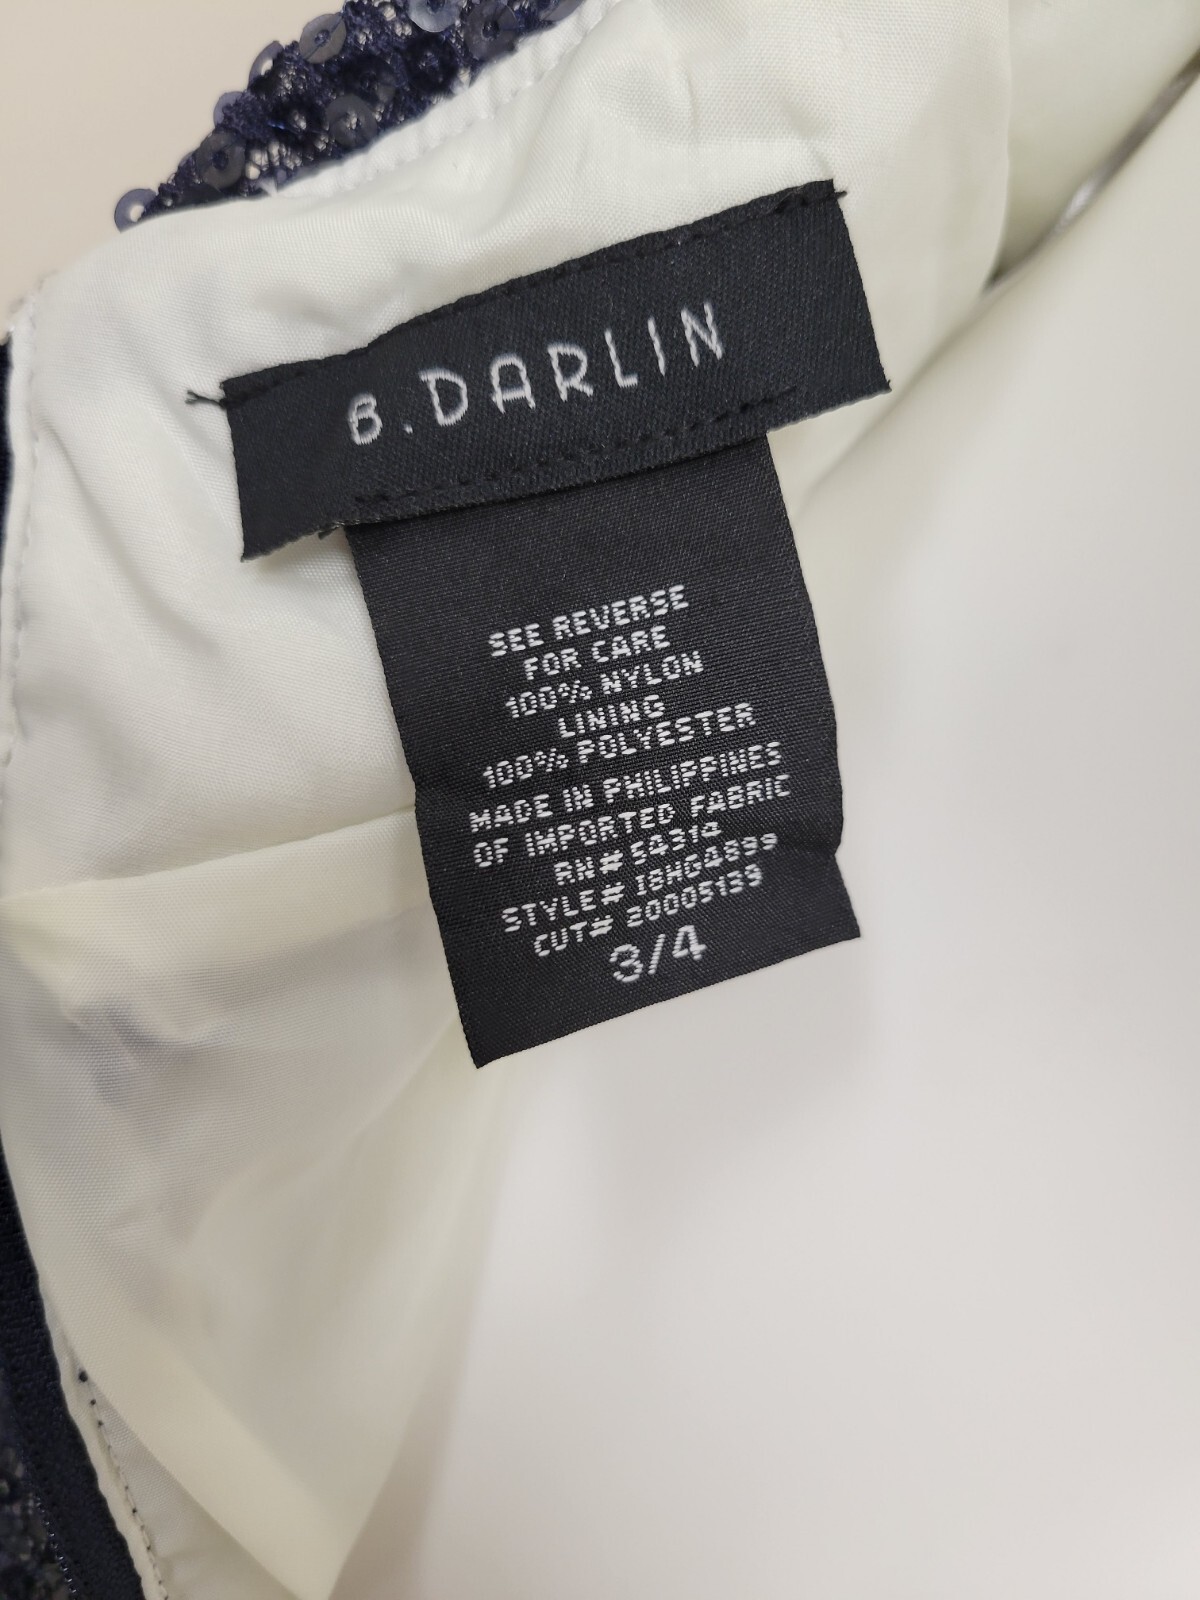 B.DARLIN
SEE REVERSE
FOR CARE
100% NYLON
LINING
100% POLYESTER
MADE IN PHILIPPINES
OF IMPORTED FABRIC
RN# 54314
STYLE# I8HG4899
CUT# 20005139
3/4